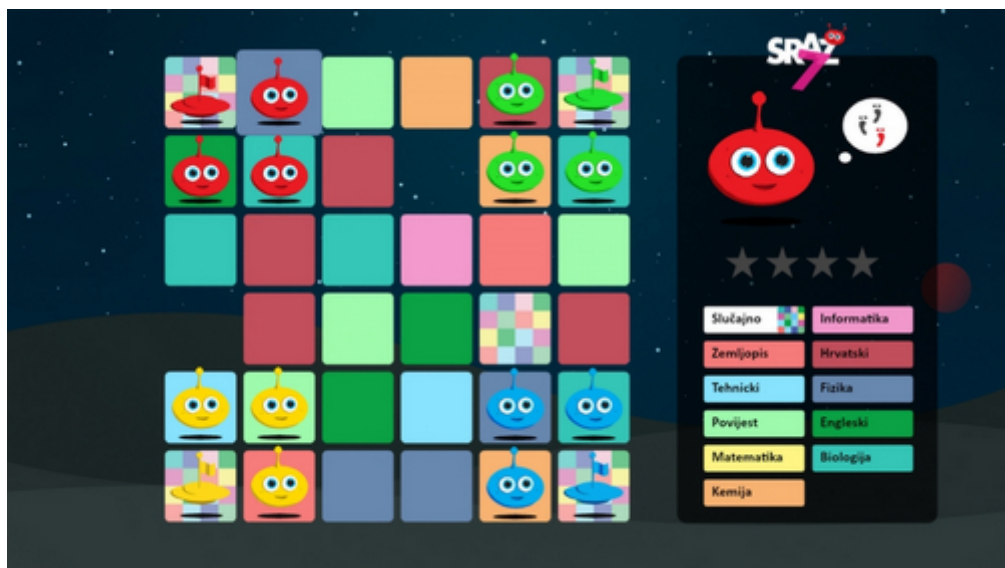 SRAZ
7
Slučajno
Informatika
Zemljopis
Hrvatski
Tehnicki
Fizika
Povijest
Engleski
Matematika
Biologija
Kemija